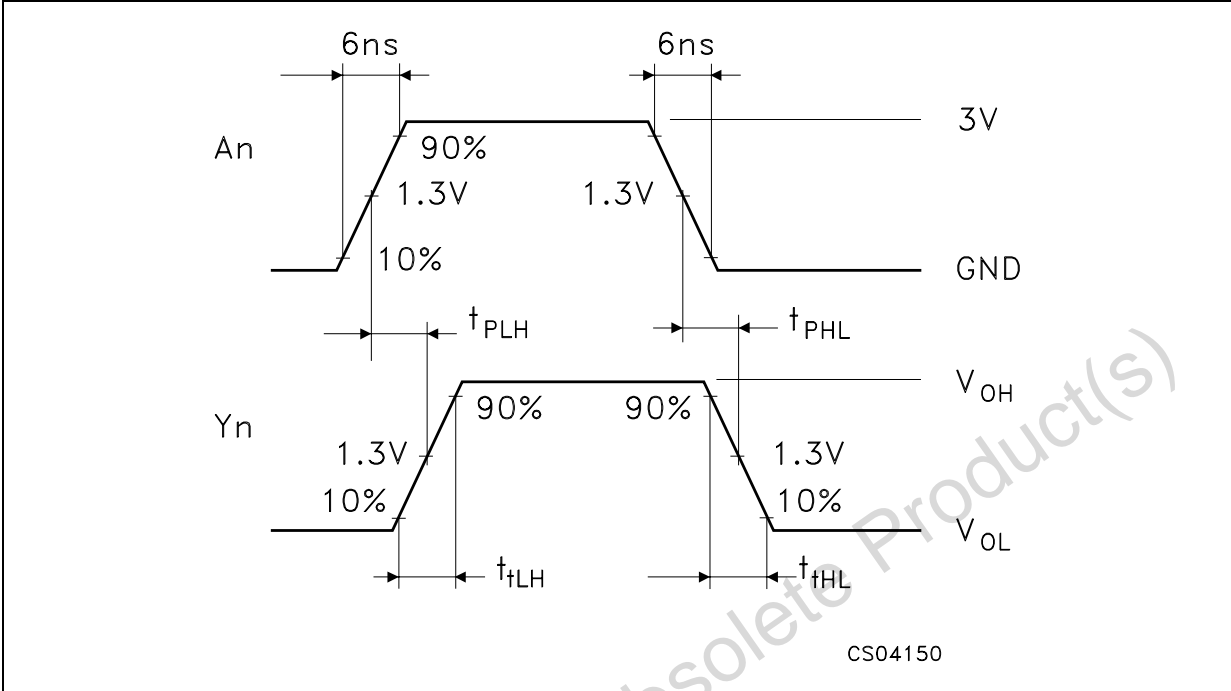 6ns
6ns
An
3V
90%
1.3V
1.3V
10%
GND
tPLH
tPHL
Yn
VOH
90%
90%
1.3V
1.3V
10%
10%
VOL
ttLH
ttHL
CS04150
bsolete Product(s)